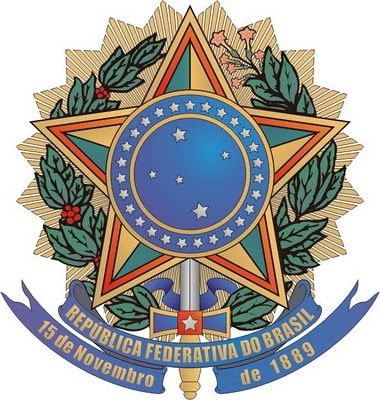 REPÚBLICA FEDERATIVA DO BRASIL
15 de Novembro de 1889